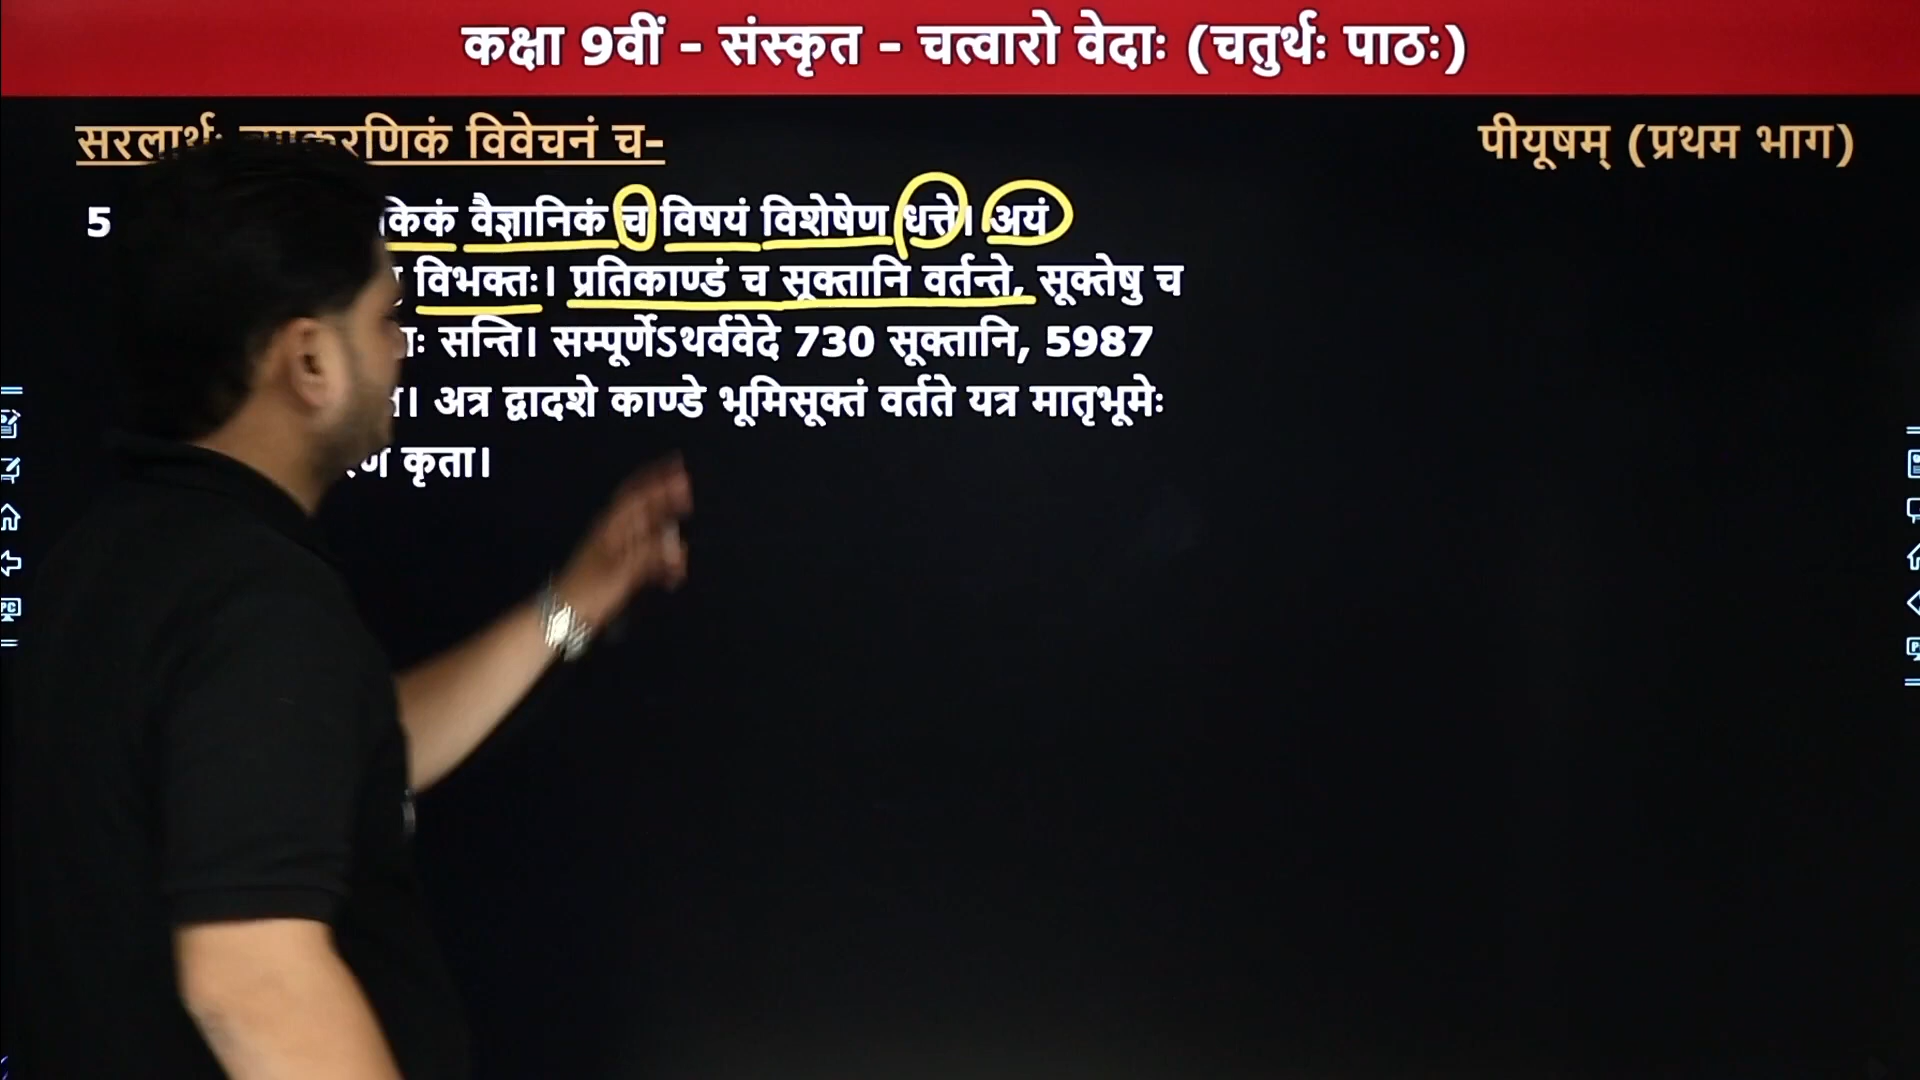 कक्षा 9वीं - संस्कृत - चत्वारो वेदाः (चतुर्थः पाठः)
सरलार्थः विवेचनं च-
पीयूषम् (प्रथम भाग)
5 वैज्ञानिकं च विषयं विशेषेण धत्ते। अयं
विभक्तः। प्रतिकाण्डं च सूक्तानि वर्तन्ते, सूक्तेषु च
सन्ति। सम्पूर्णेऽथर्ववेदे 730 सूक्तानि, 5987
अत्र द्वादशे काण्डे भूमिसूक्तं वर्तते यत्र मातृभूमेः
कृता।